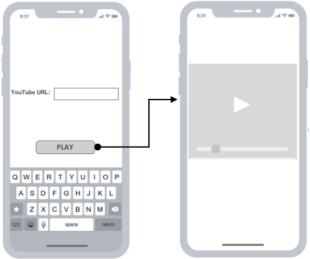 9:31
9:31
YouTube URL:
PLAY
Q W E R T Y U I O P
A S D F G H J K L
Z X C V B N M
123 space return